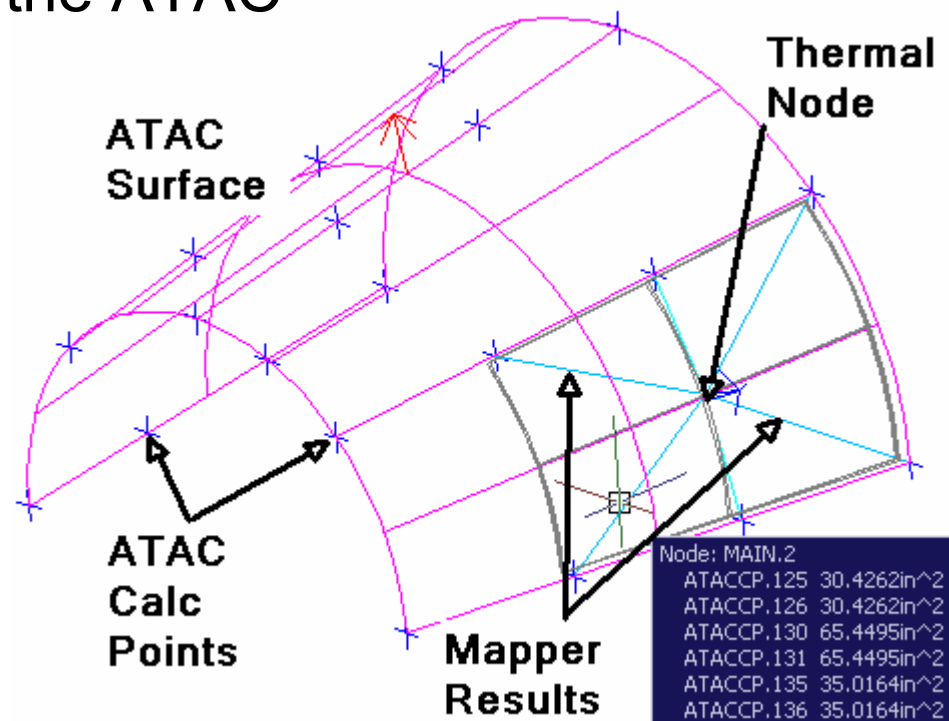 the ATAC
Thermal
Node
ATAC
Surface
ATAC
Calc
Points
Mapper
Results
Node: MAIN.2
ATACCP.125 30.4262in^2
ATACCP.126 30.4262in^2
ATACCP.130 65.4495in^2
ATACCP.131 65.4495in^2
ATACCP.135 35.0164in^2
ATACCP.136 35.0164in^2